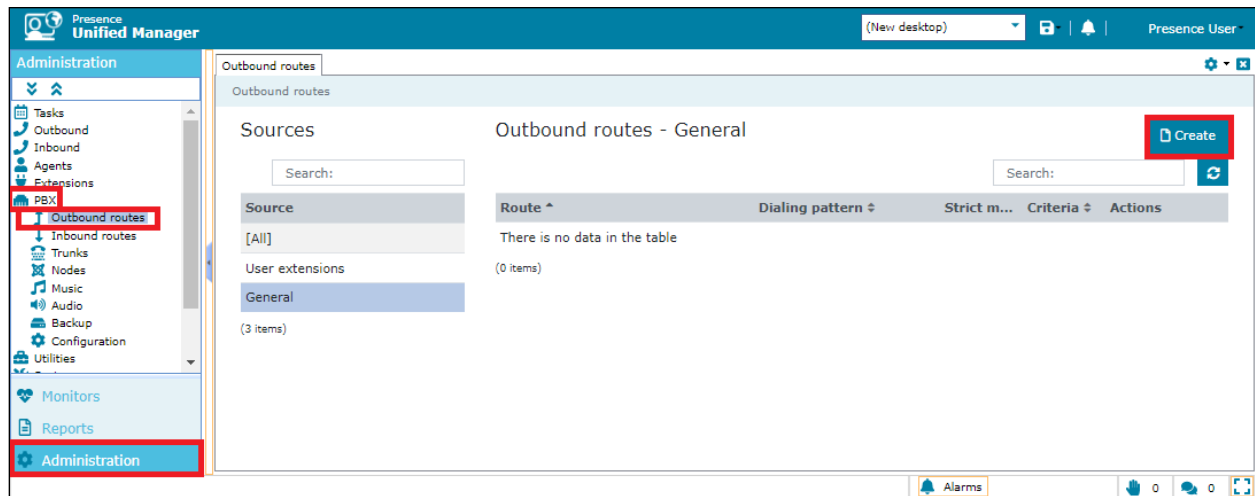 Presence
Unified Manager
(New desktop)
Presence User
Administration
Outbound routes
Outbound routes
Tasks
Outbound
Inbound
Agents
Extensions
PBX
Outbound routes
Inbound routes
Trunks
Nodes
Music
Audio
Backup
Configuration
Utilities
Monitors
Reports
Administration
Sources
Search:
Source
[All]
User extensions
General
(3 items)
Outbound routes - General
Create
Search:
Route Dialing pattern Strict m... Criteria Actions
There is no data in the table
(0 items)
Alarms
0
0